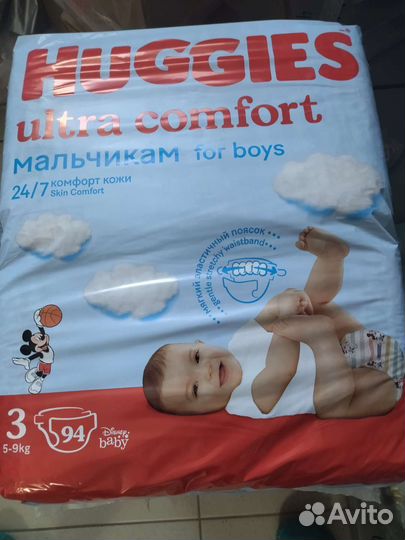 HUGGIES
ultra comfort
мальчикам for boys
24/7 комфорт кожи
Skin Comfort
мягкий эластичный поясок
gentle stretchy waistband
3
5-9kg
94
Disney
baby
Avito